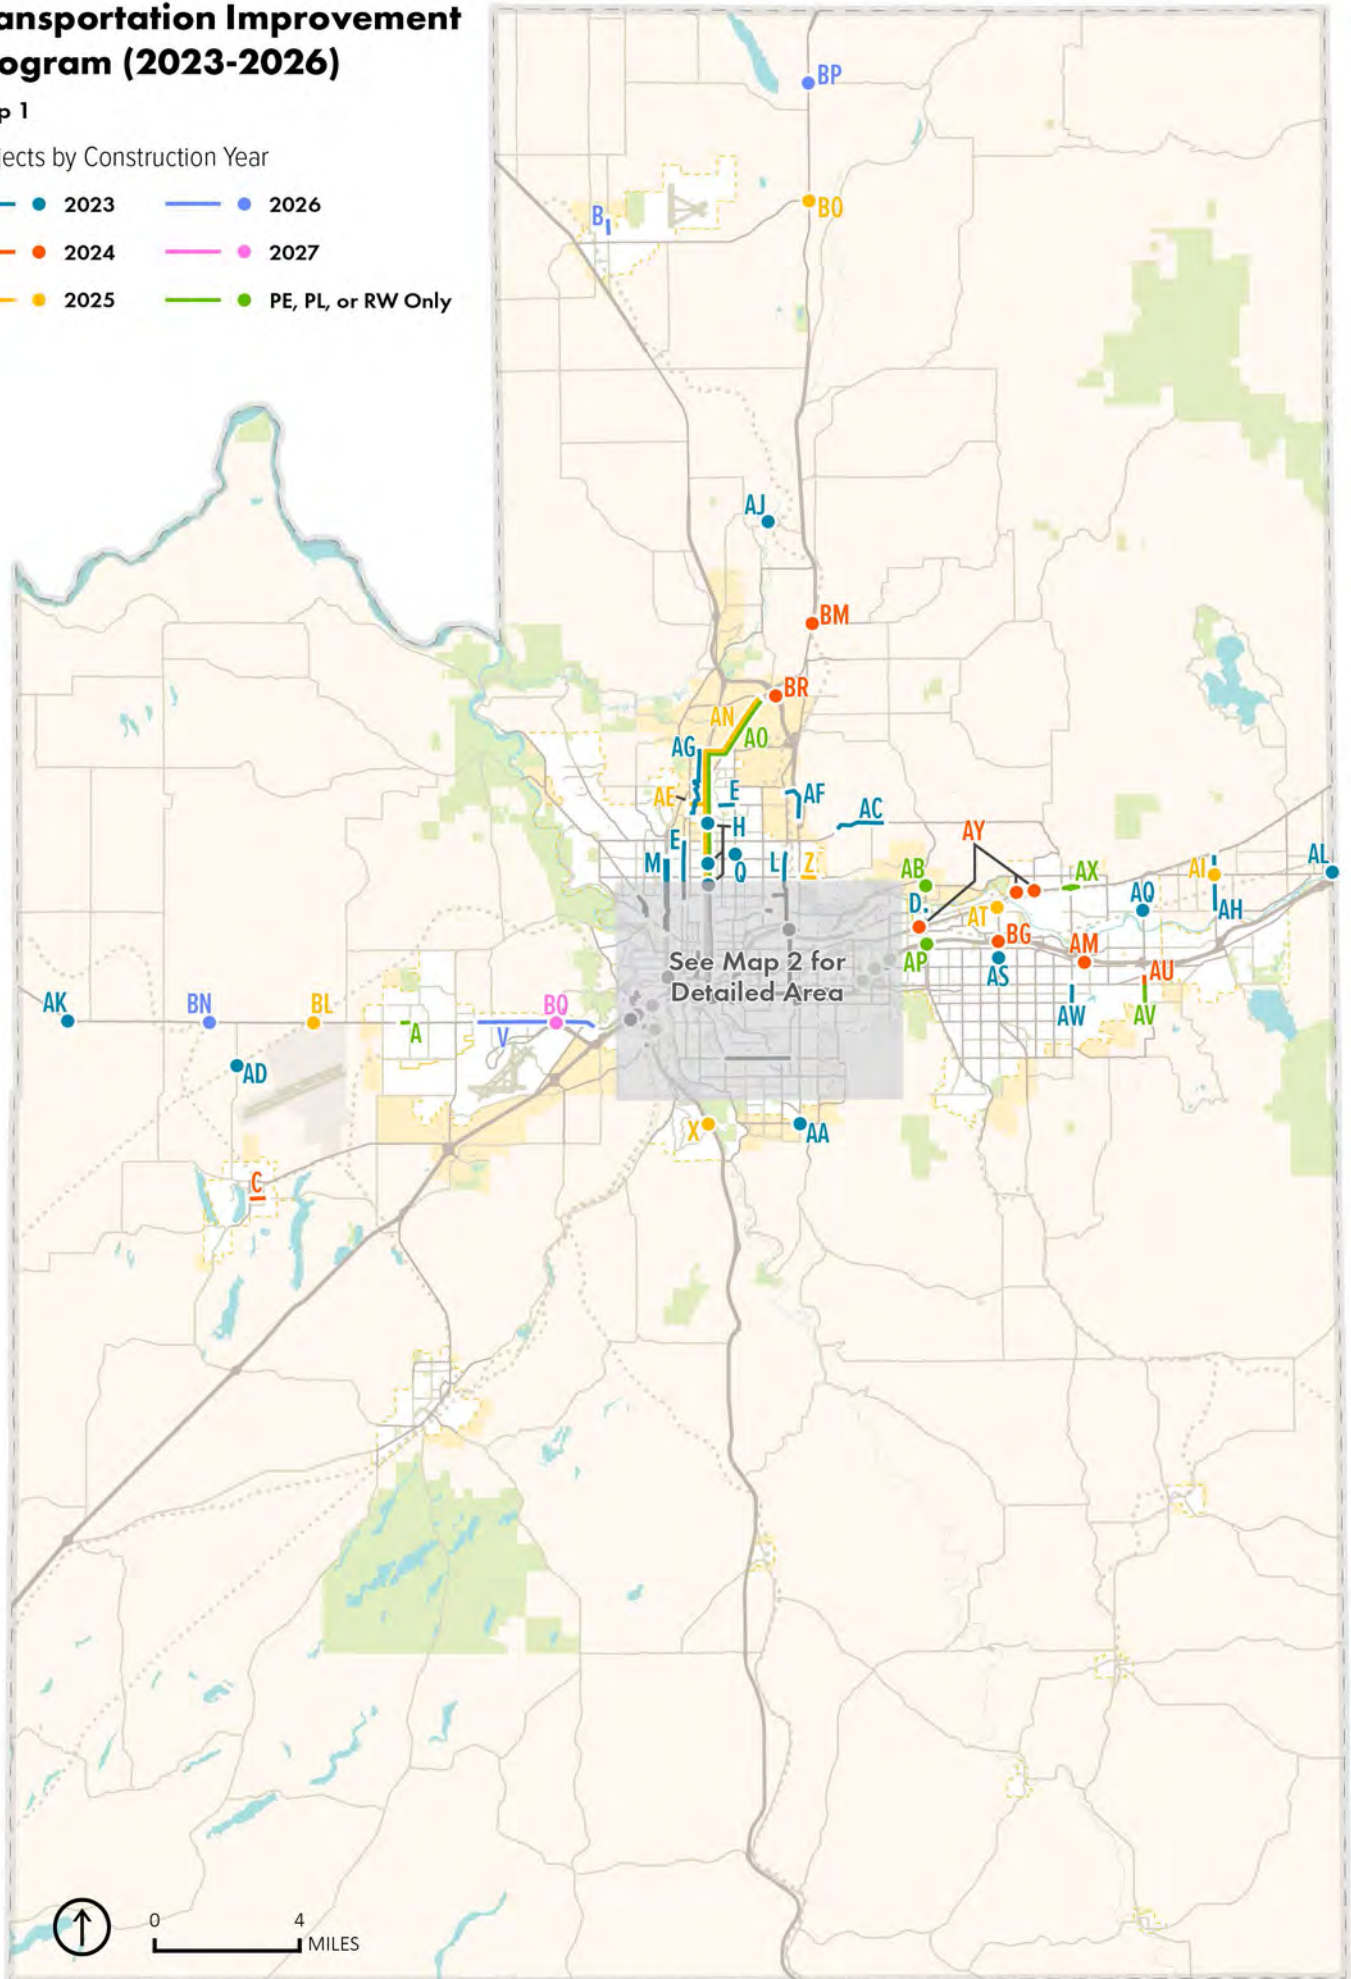 ansportation Improvement
ogram (2023-2026)
p 1
jects by Construction Year
2023
2026
2024
2027
2025
PE, PL, or RW Only
BP
BO
B
AJ
BM
BR
AN
AO
AG
AE
E
AF
AC
H
E
M
Q
L
Z
AY
AB
AX
AL
AI
AQ
AH
D.
AT
BG
AM
AP
AS
AU
See Map 2 for
Detailed Area
AW
AV
AK
BN
BL
A
BQ
V
AD
X
AA
C
0
4
MILES